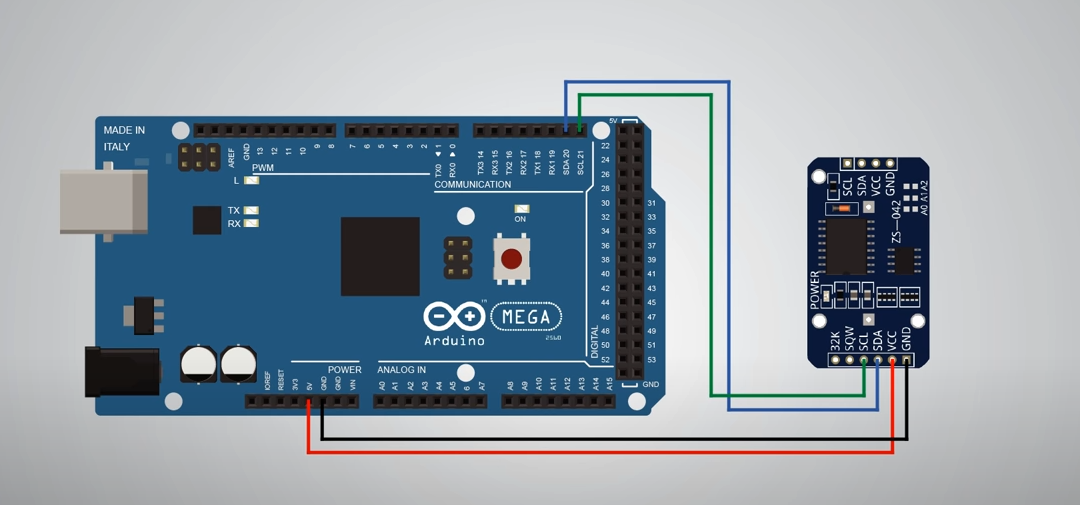 MADE IN
ITALY
AREF
GND
13
12
11
10
9
8
7
6
5
4
3
2
TX0 ▶ 1
RX0 ◀ 0
TX3 14
RX3 15
TX2 16
RX2 17
TX1 18
RX1 19
SDA 20
SCL 21
PWM
COMMUNICATION
L
TX
RX
ON
5V
22
24
26
28
30 31
32 33
34 35
36 37
38 39
40 41
42 43
44 45
46 47
48 49
50 51
52 53
DIGITAL
GND
Arduino
™
MEGA
2560
POWER
ANALOG IN
IOREF
RESET
3V3
5V
GND
GND
VIN
A0
A1
A2
A3
A4
A5
6
A7
A8
A9
A10
A11
A12
A13
A14
A15
SCL
SDA
VCC
GND
A0 A1 A2
ZS-042
POWER
32K
SQW
SCL
SDA
VCC
GND